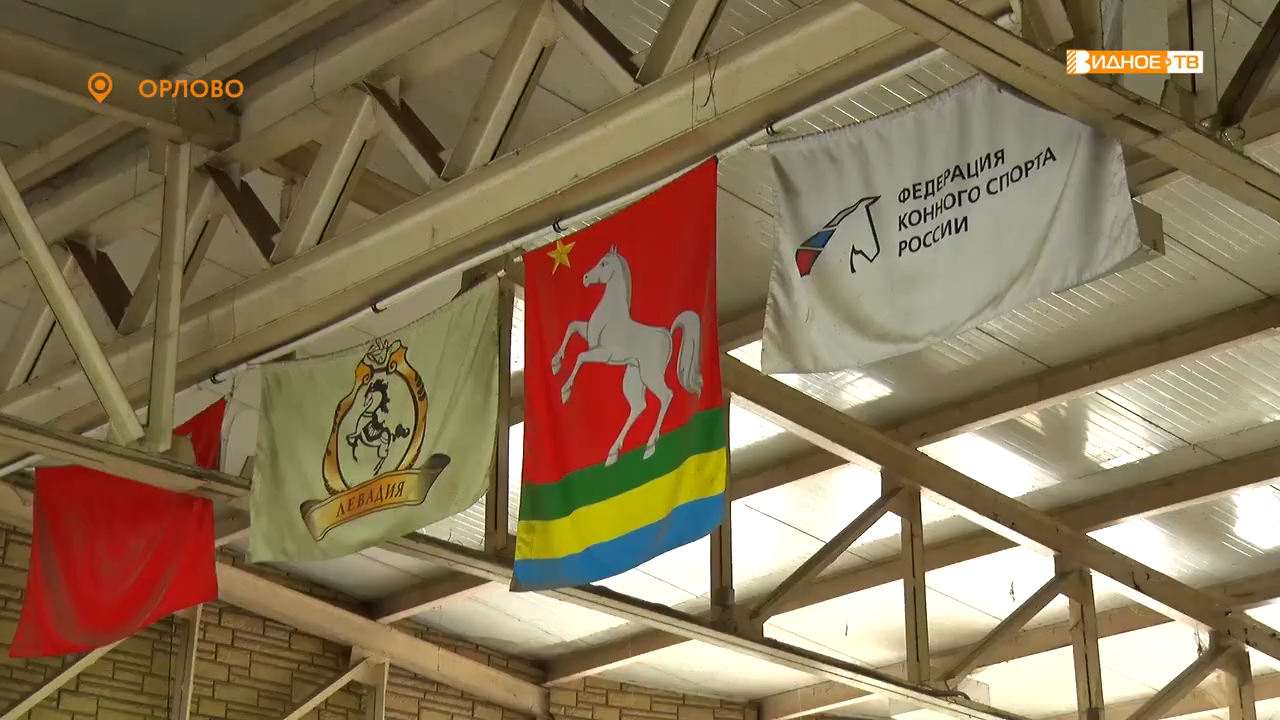 ОРЛОВО
ВИДНОЕ ТВ
ФЕДЕРАЦИЯ
КОННОГО СПОРТА
РОССИИ
ЛЕВАДИЯ